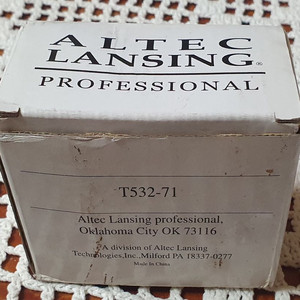 ALTEC
LANSING®
PROFESSIONAL
T532-71
Altec Lansing professional,
Oklahoma City OK 73116
A division of Altec Lansing
Technologies,Inc.,Milford PA 18337-0277
Made In China